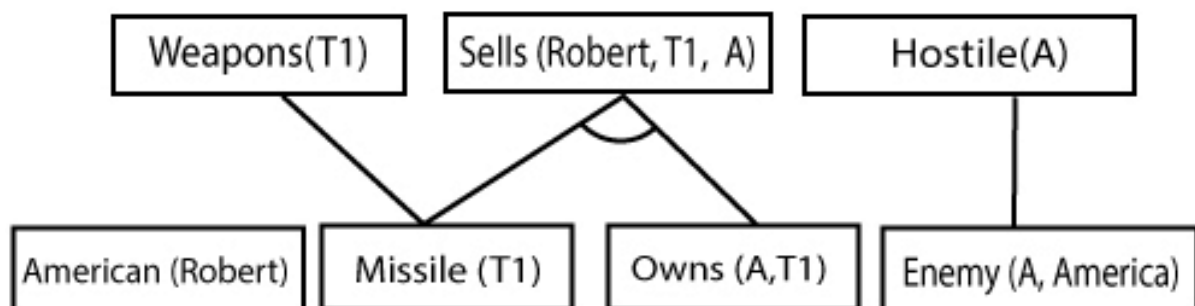 Weapons(T1)
Sells (Robert, T1, A)
Hostile(A)
American (Robert)
Missile (T1)
Owns (A,T1)
Enemy (A, America)